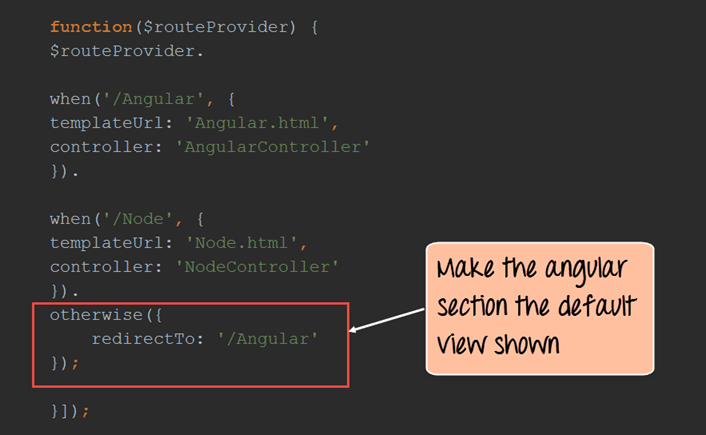 function($routeProvider) {
$routeProvider.
when('/Angular', {
templateUrl: 'Angular.html',
controller: 'AngularController'
}).
when('/Node', {
templateUrl: 'Node.html',
controller: 'NodeController'
}).
otherwise({
redirectTo: '/Angular'
});
}]);
Make the angular
section the default
view shown